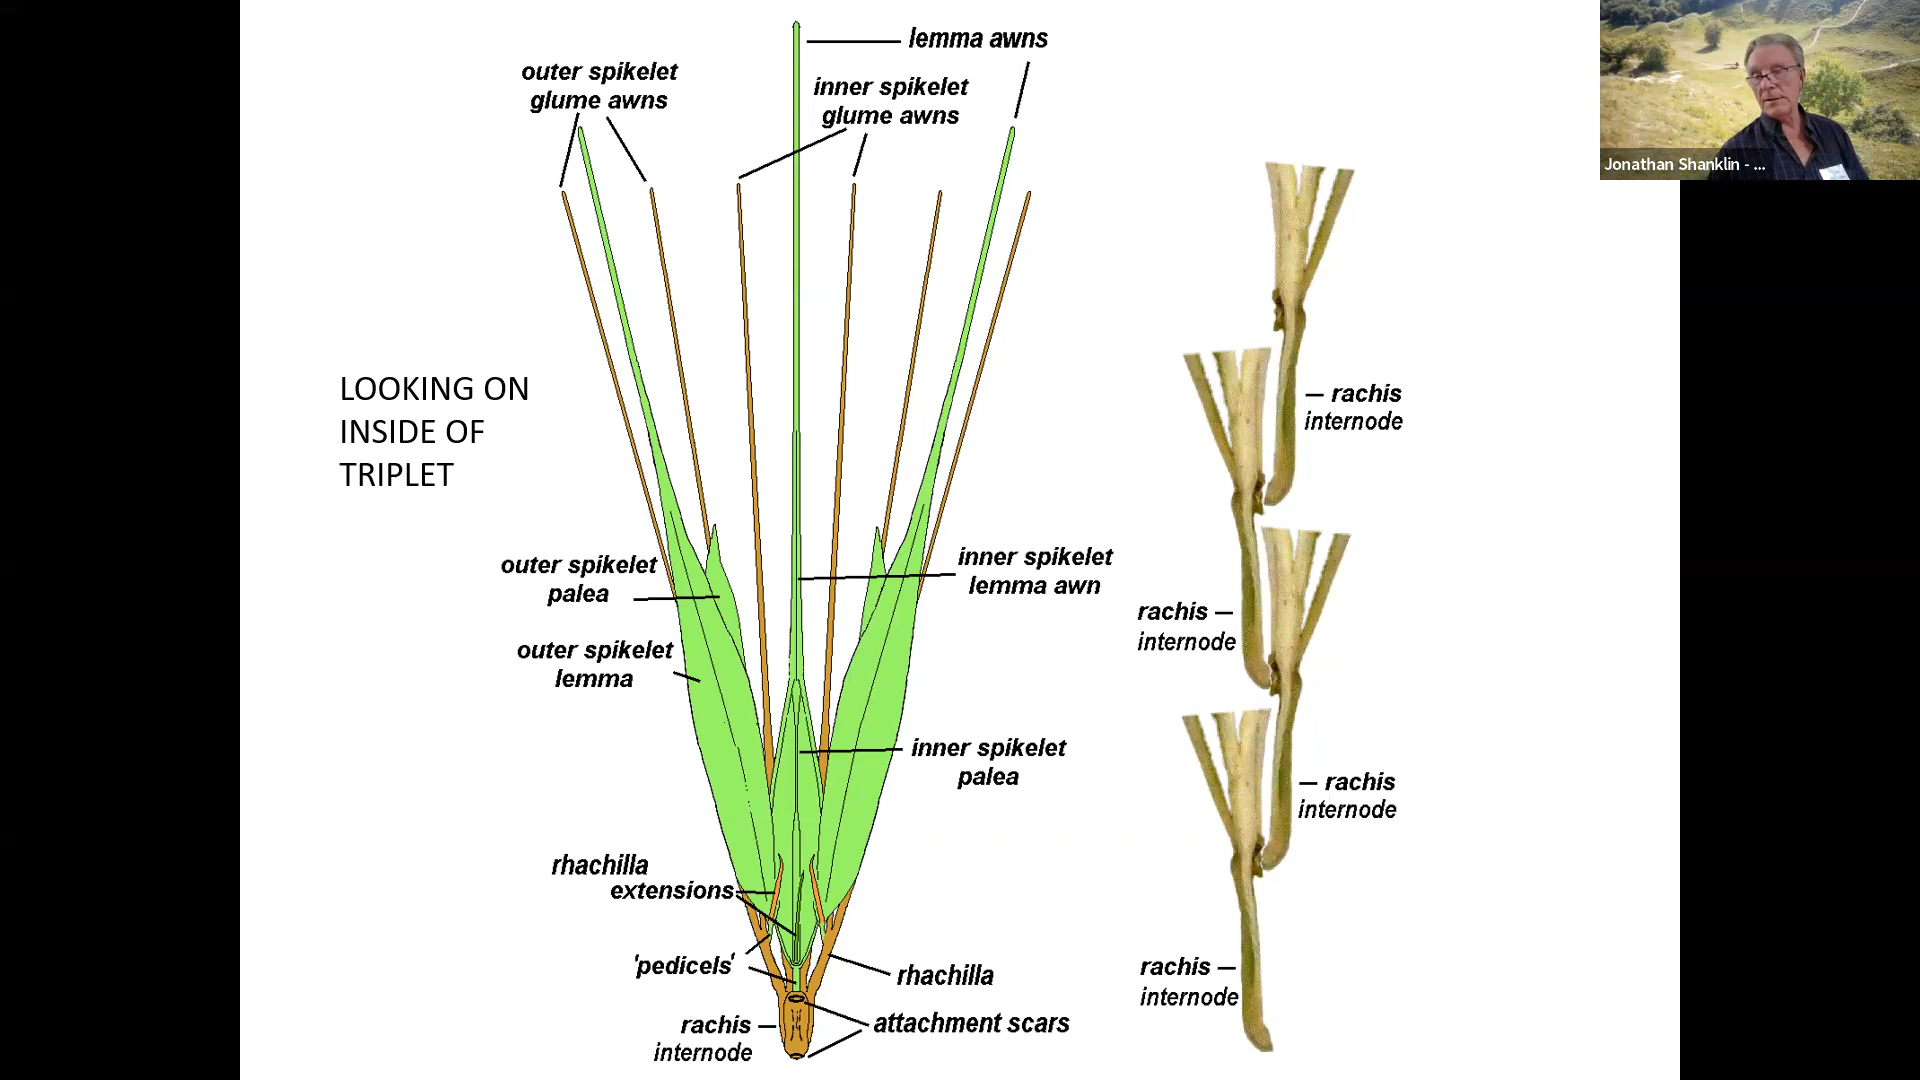 lemma awns
outer spikelet
glume awns
inner spikelet
glume awns
Jonathan Shanklin - ...
LOOKING ON
INSIDE OF
TRIPLET
— rachis
internode
outer spikelet
palea
inner spikelet
lemma awn
rachis —
internode
outer spikelet
lemma
inner spikelet
palea
— rachis
internode
rhachilla
extensions
'pedicels'
rhachilla
rachis —
internode
attachment scars
rachis —
internode